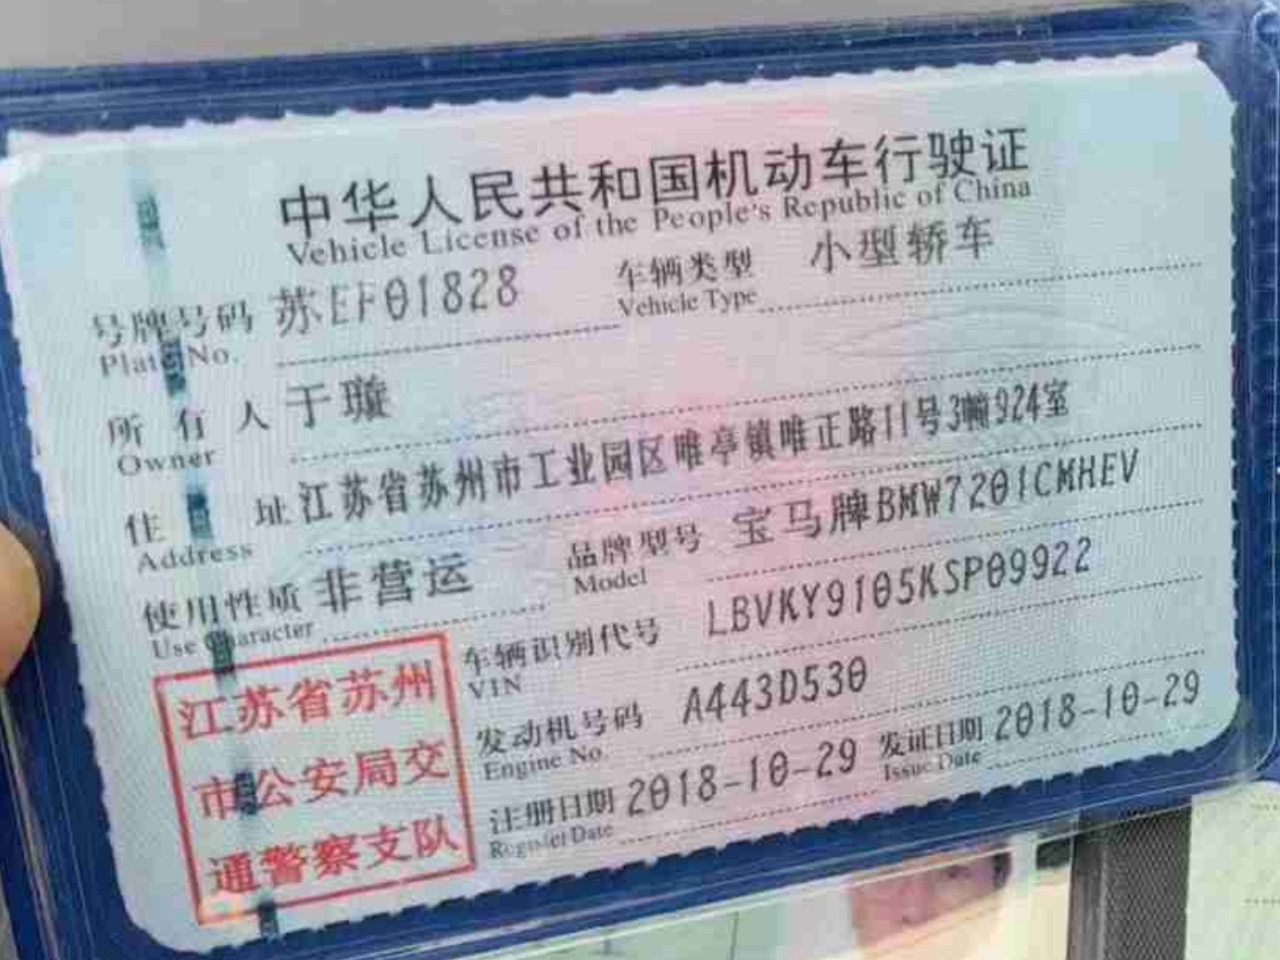 中华人民共和国机动车行驶证
Vehicle License of the People's Republic of China
号牌号码 苏EF01828 车辆类型 小型轿车
Plate No. Vehicle Type
所有人 于璇
Owner
住址 江苏省苏州市工业园区唯亭镇唯正路11号3幢924室
Address
使用性质 非营运 品牌型号 宝马牌BMW7201CMHEV
Use Character Model
车辆识别代号 LBVKY9105KSP09922
VIN
发动机号码 A443D530
Engine No.
注册日期 2018-10-29 发证日期 2018-10-29
Register Date Issue Date
江苏省苏州
市公安局交
通警察支队